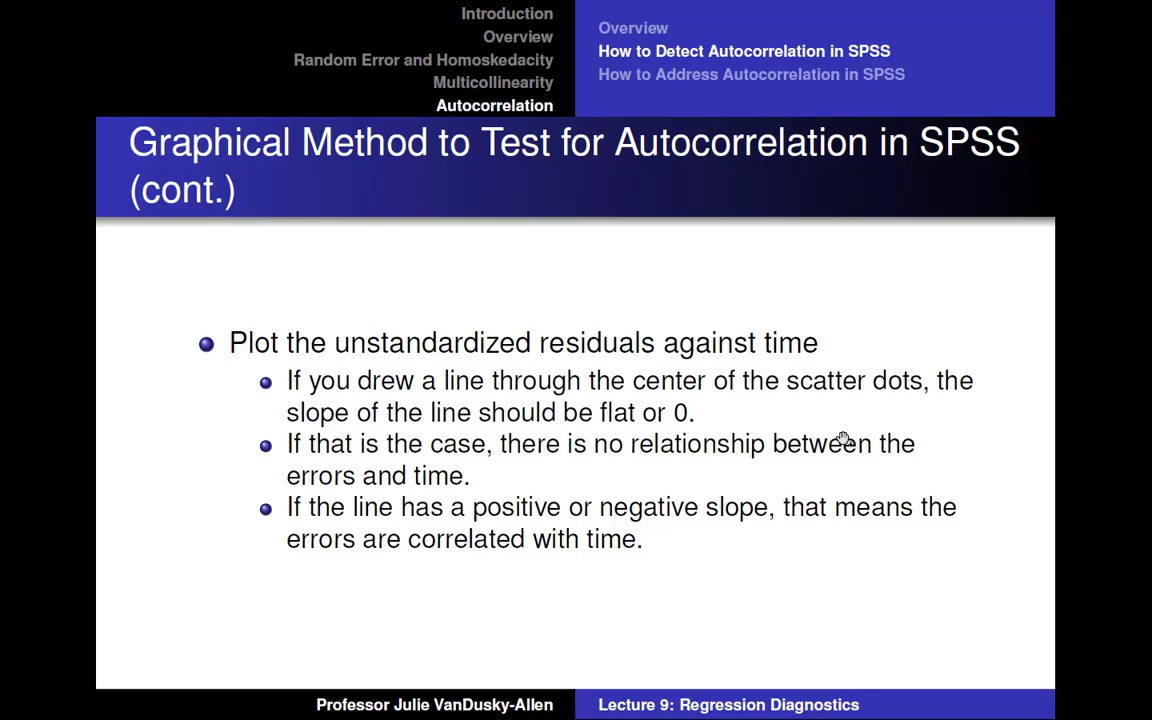 Introduction
Overview
Random Error and Homoskedacity
Multicollinearity
Autocorrelation
Overview
How to Detect Autocorrelation in SPSS
How to Address Autocorrelation in SPSS
Graphical Method to Test for Autocorrelation in SPSS
(cont.)
Plot the unstandardized residuals against time
If you drew a line through the center of the scatter dots, the
slope of the line should be flat or 0.
If that is the case, there is no relationship between the
errors and time.
If the line has a positive or negative slope, that means the
errors are correlated with time.
Professor Julie VanDusky-Allen
Lecture 9: Regression Diagnostics